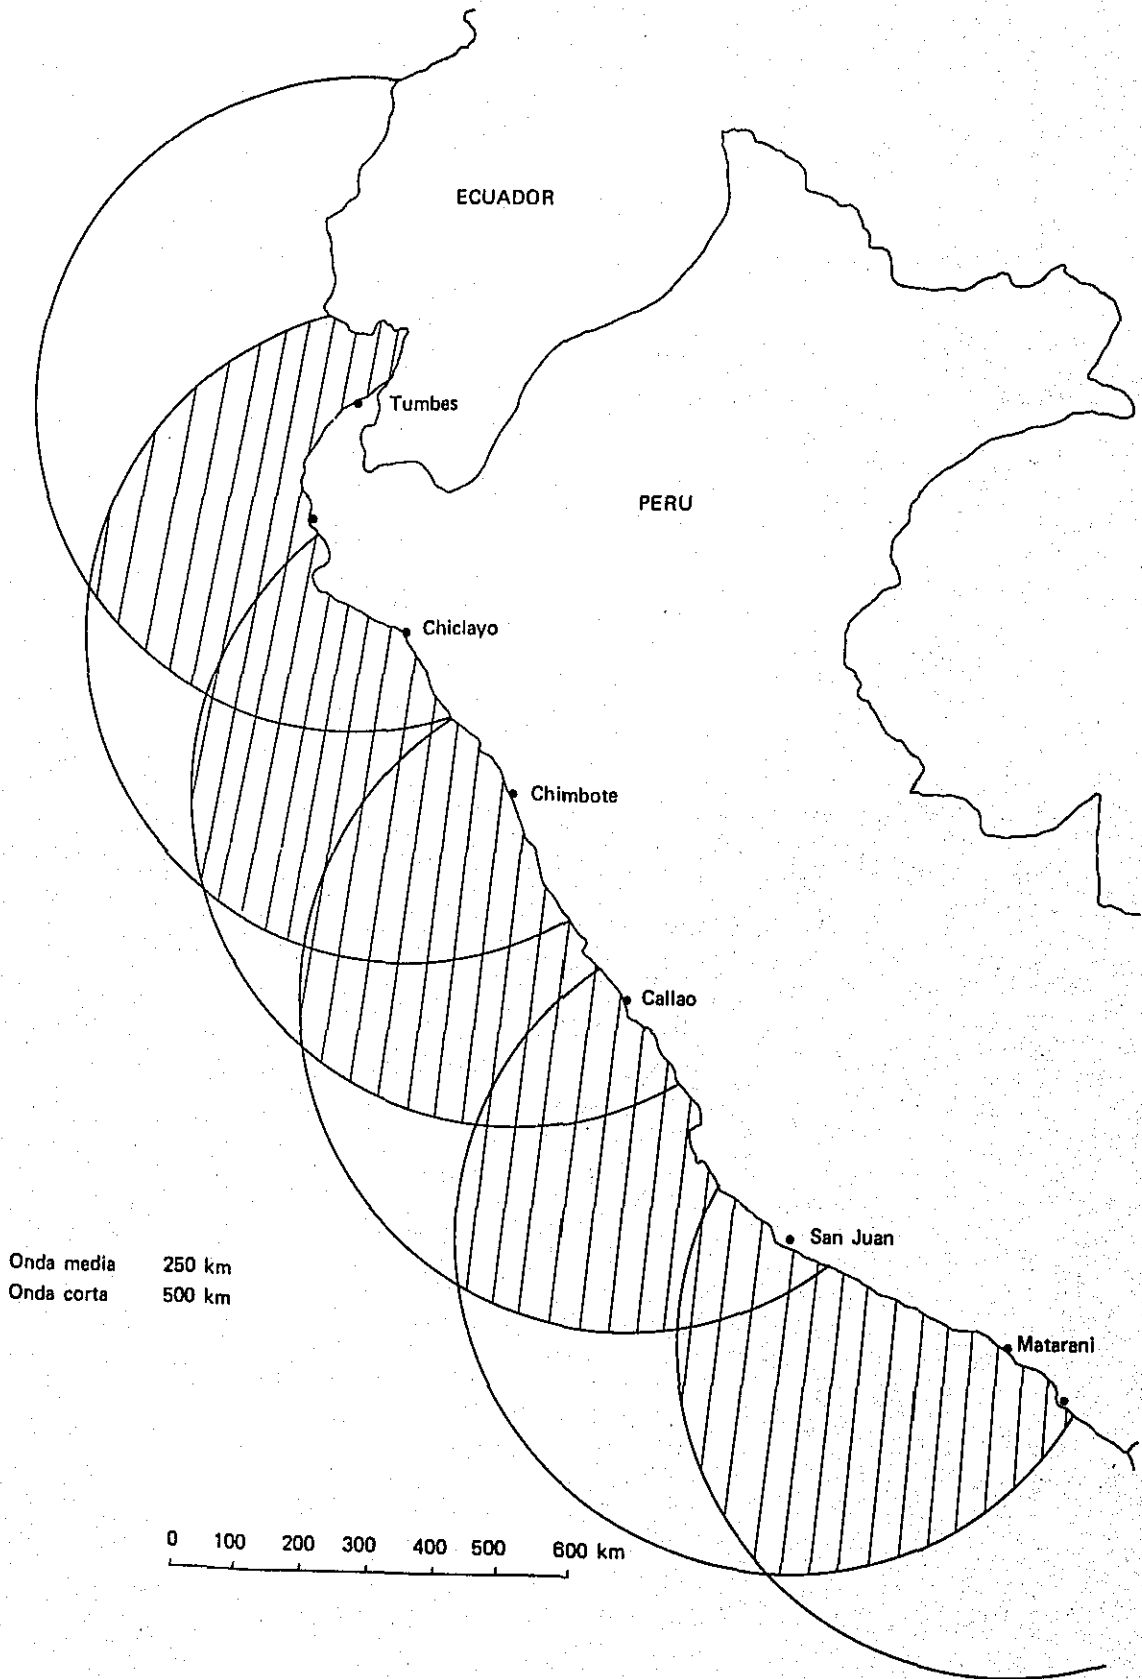 ECUADOR
Tumbes
PERU
Chiclayo
Chimbote
Callao
San Juan
Onda media 250 km
Onda corta 500 km
Matarani
0 100 200 300 400 500 600 km